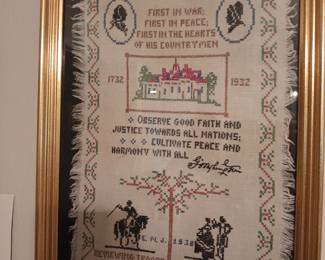 FIRST IN WAR;
FIRST IN PEACE;
FIRST IN THE HEARTS
OF HIS COUNTRYMEN
1732 1932
OBSERVE GOOD FAITH AND
JUSTICE TOWARDS ALL NATIONS;
CULTIVATE PEACE AND
HARMONY WITH ALL
GoWashington
E. M. J. 1938
REVIEWING TROOPS